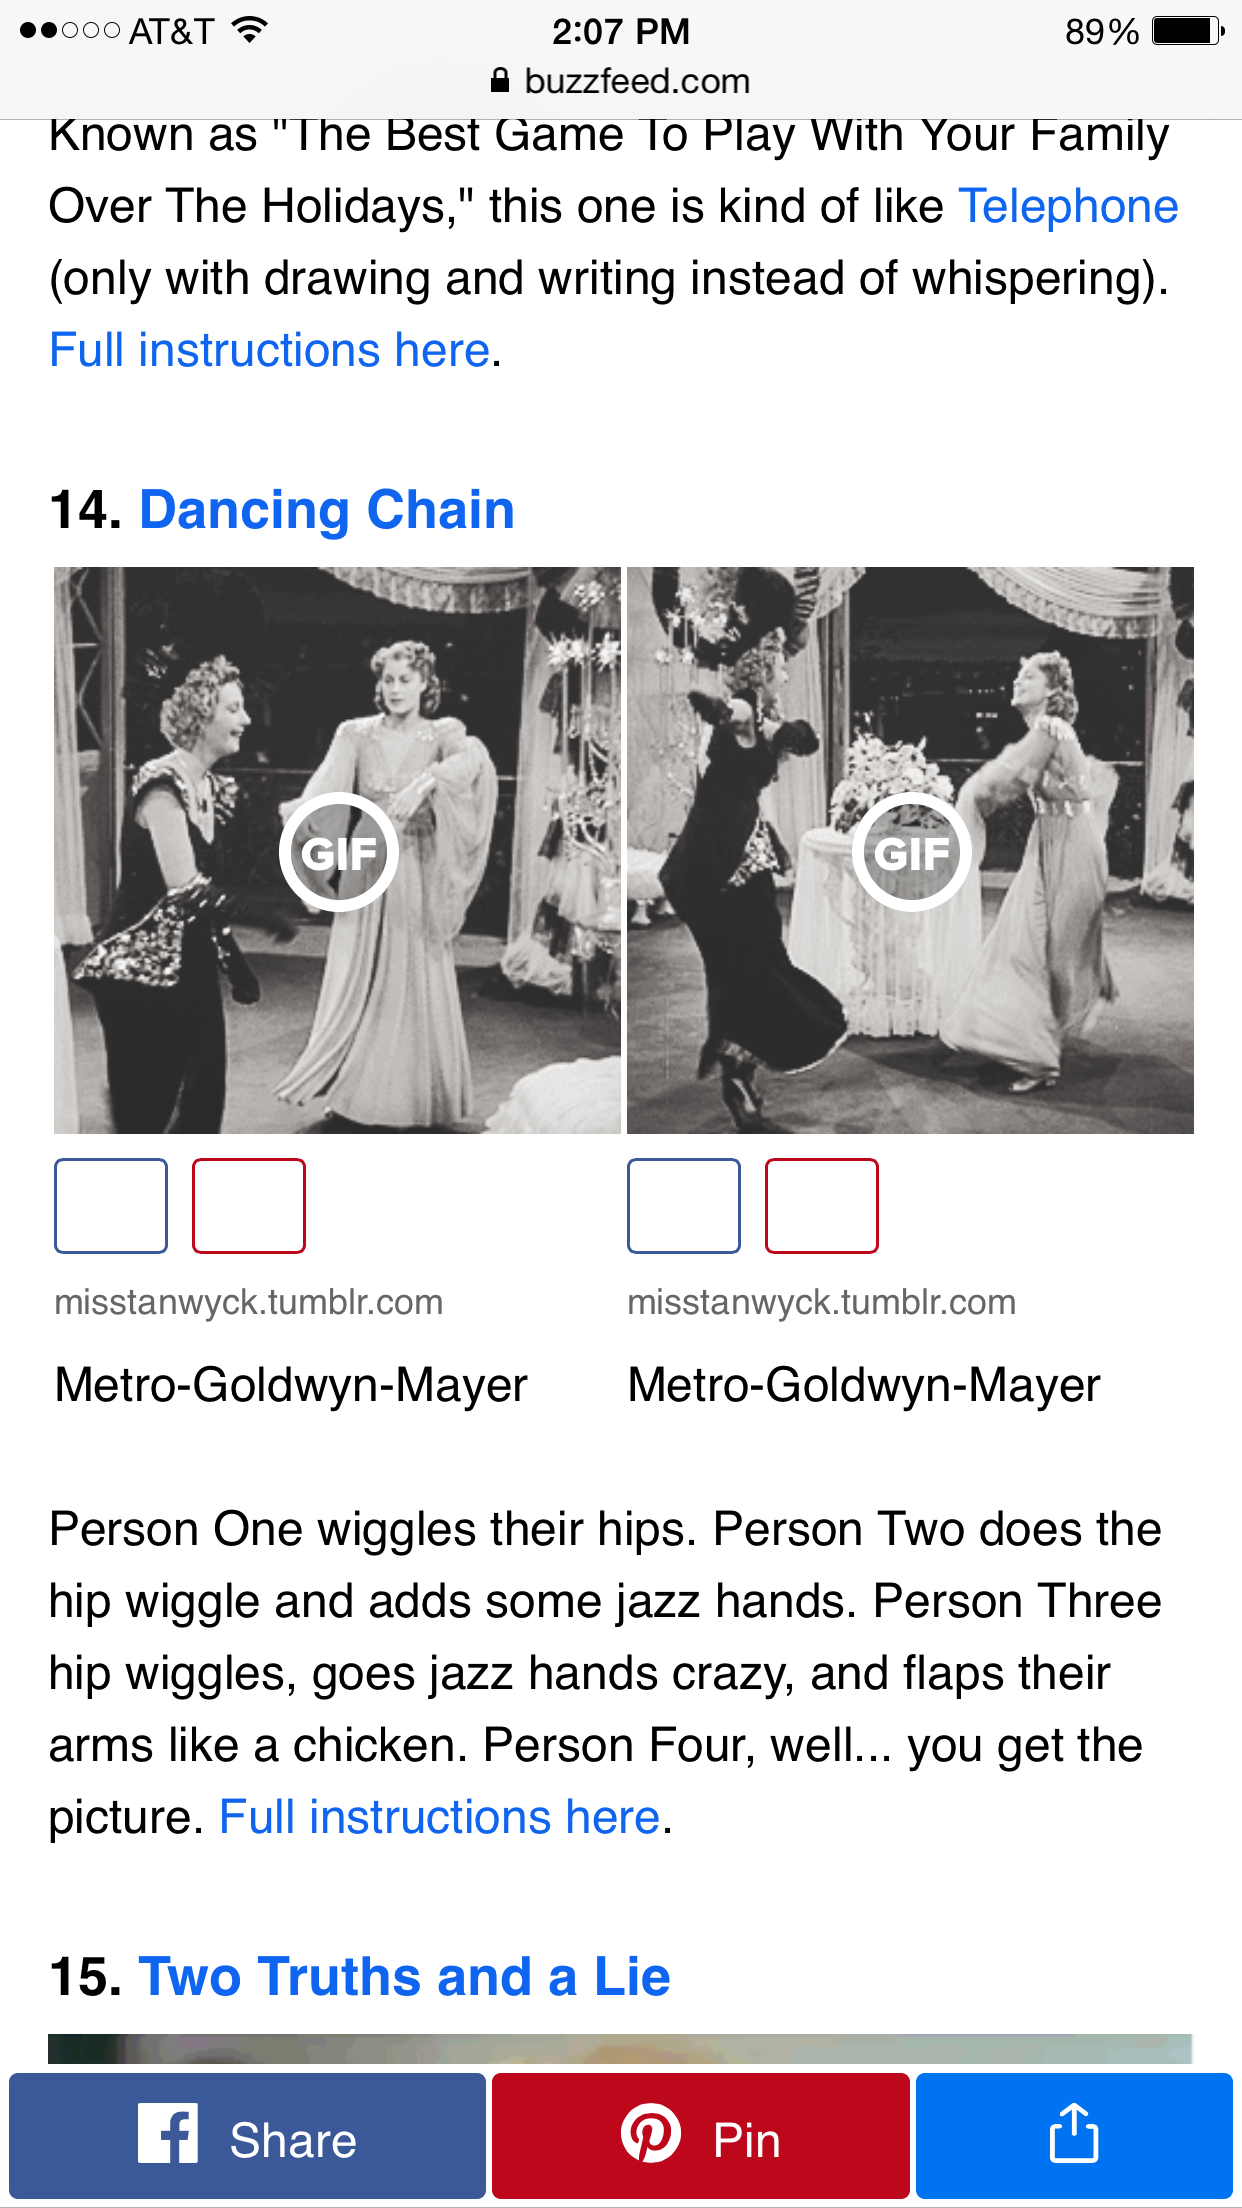 AT&T 2:07 PM 89%
buzzfeed.com
Known as "The Best Game To Play With Your Family
Over The Holidays," this one is kind of like Telephone
(only with drawing and writing instead of whispering).
Full instructions here.
14. Dancing Chain
GIF GIF
misstanwyck.tumblr.com misstanwyck.tumblr.com
Metro-Goldwyn-Mayer Metro-Goldwyn-Mayer
Person One wiggles their hips. Person Two does the
hip wiggle and adds some jazz hands. Person Three
hip wiggles, goes jazz hands crazy, and flaps their
arms like a chicken. Person Four, well... you get the
picture. Full instructions here.
15. Two Truths and a Lie
Share Pin